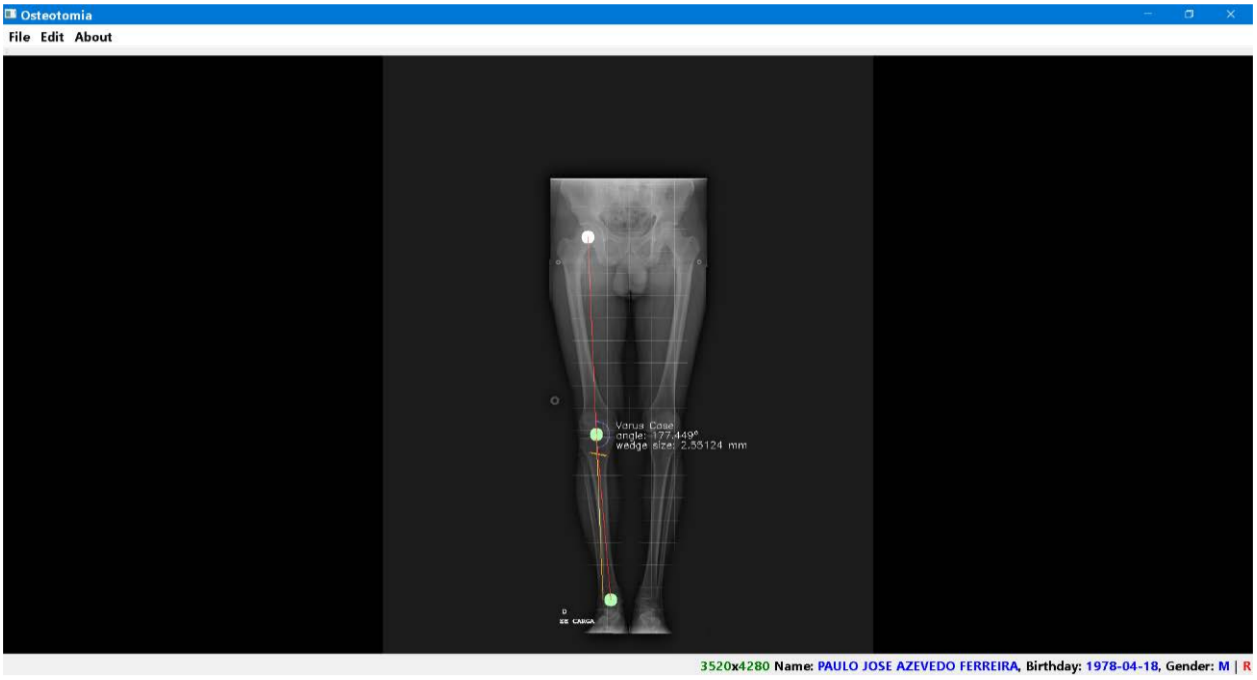 Osteotomia
File Edit About
Varus Case
angle: 177.449°
wedge size: 2.55124 mm
D
EE CARGA
3520x4280 Name: PAULO JOSE AZEVEDO FERREIRA, Birthday: 1978-04-18, Gender: M | R